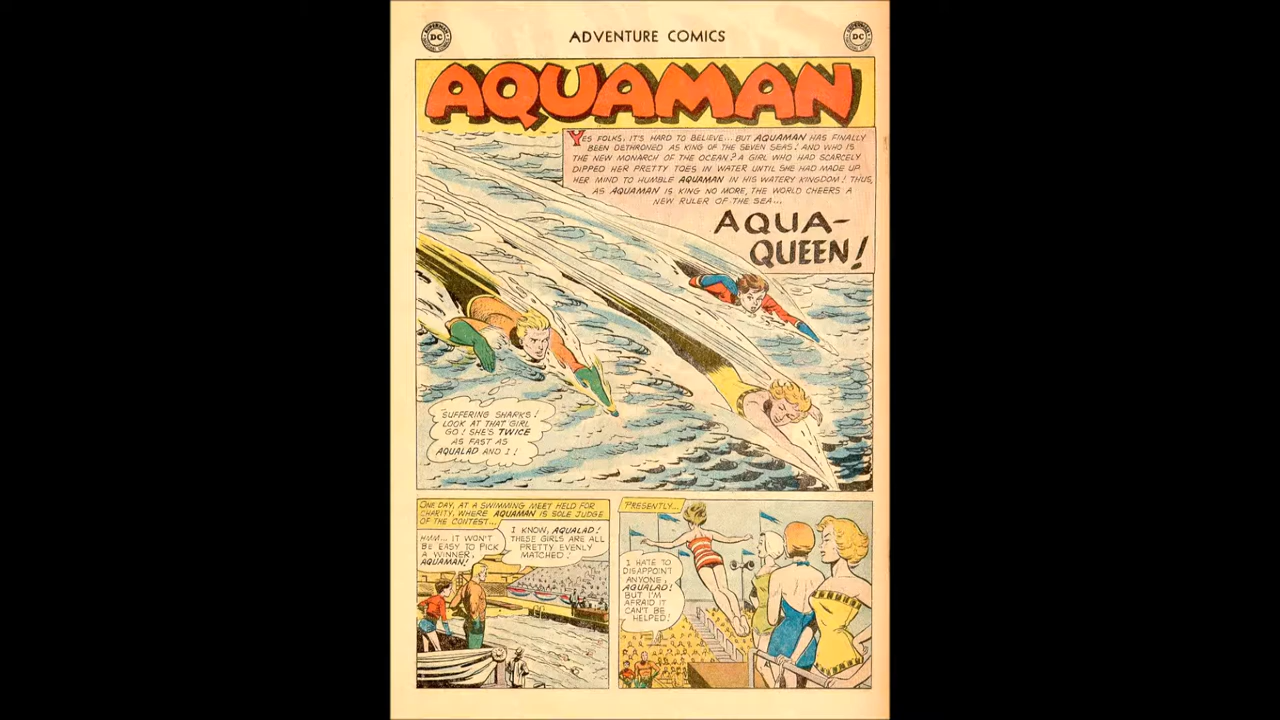 ADVENTURE COMICS
DC
DC
AQUAMAN
YES FOLKS, IT'S HARD TO BELIEVE... BUT AQUAMAN HAS FINALLY
BEEN DETHRONED AS KING OF THE SEVEN SEAS! AND WHO IS
THE NEW MONARCH OF THE OCEAN? A GIRL WHO HAD SCARCELY
DIPPED HER PRETTY TOES IN WATER UNTIL SHE HAD MADE UP
HER MIND TO HUMBLE AQUAMAN IN HIS WATERY KINGDOM! THUS,
AS AQUAMAN IS KING NO MORE, THE WORLD CHEERS A
NEW RULER OF THE SEA...
AQUA-
QUEEN!
SUFFERING SHARKS!
LOOK AT THAT GIRL
GO! SHE'S TWICE
AS FAST AS
AQUALAD AND I!
ONE DAY, AT A SWIMMING MEET HELD FOR
CHARITY, WHERE AQUAMAN IS SOLE JUDGE
OF THE CONTEST...
HMM... IT WON'T
BE EASY TO PICK
A WINNER,
AQUAMAN!
I KNOW, AQUALAD!
THESE GIRLS ARE ALL
PRETTY EVENLY
MATCHED!
PRESENTLY...
I HATE TO
DISAPPOINT
ANYONE,
AQUALAD!
BUT I'M
AFRAID IT
CAN'T BE
HELPED!